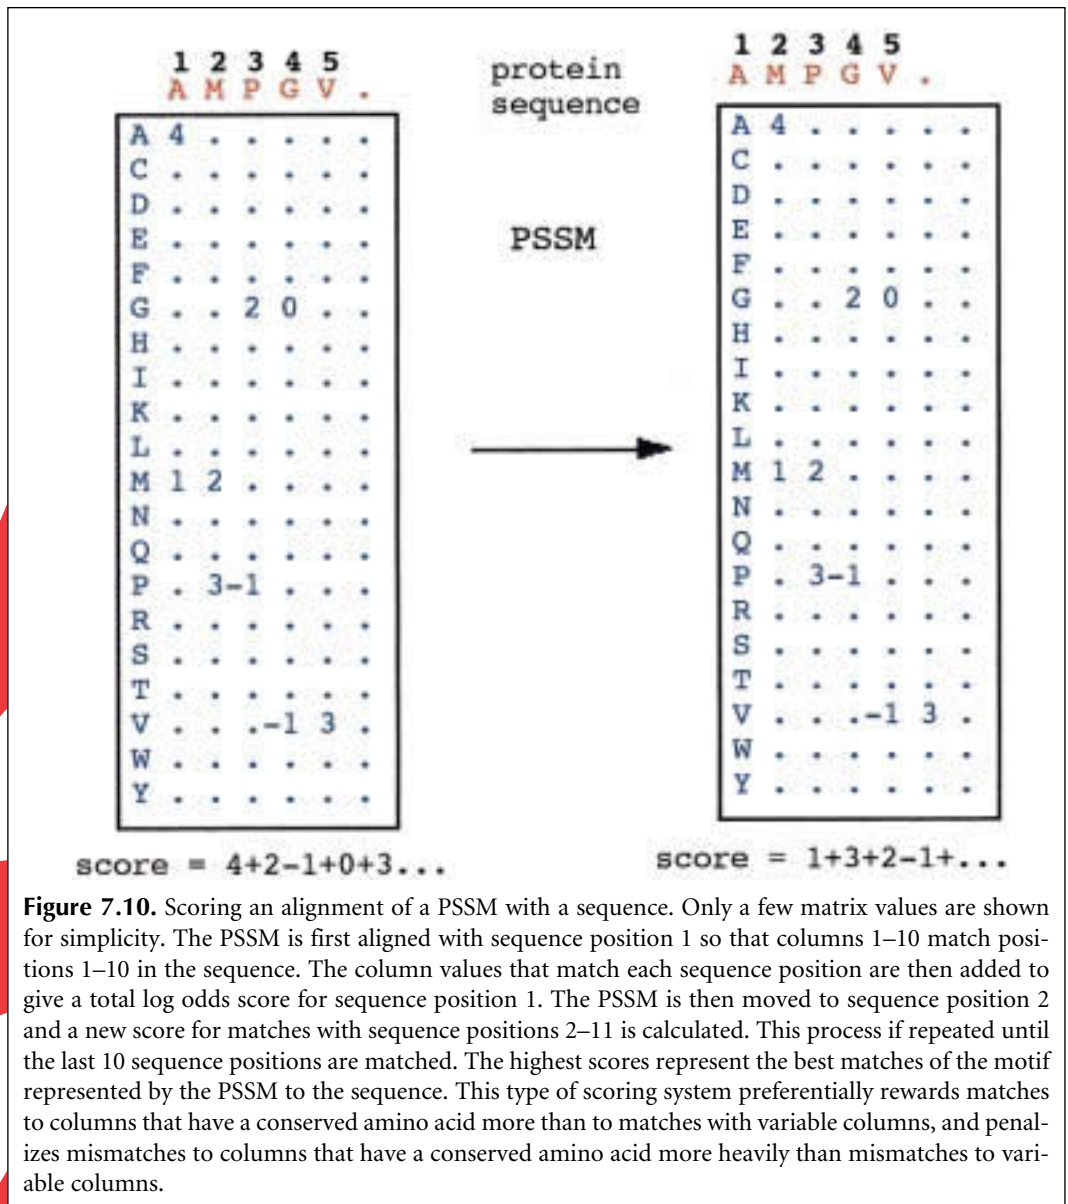 1 2 3 4 5
A M P G V .
A 4 . . . . .
C . . . . . .
D . . . . . .
E . . . . . .
F . . . . . .
G . . 2 0 . .
H . . . . . .
I . . . . . .
K . . . . . .
L . . . . . .
M 1 2 . . . .
N . . . . . .
Q . . . . . .
P . 3-1 . . .
R . . . . . .
S . . . . . .
T . . . . . .
V . . .-1 3 .
W . . . . . .
Y . . . . . .
score = 4+2-1+0+3...
protein
sequence
PSSM
1 2 3 4 5
A M P G V .
A 4 . . . . .
C . . . . . .
D . . . . . .
E . . . . . .
F . . . . . .
G . . 2 0 . .
H . . . . . .
I . . . . . .
K . . . . . .
L . . . . . .
M 1 2 . . . .
N . . . . . .
Q . . . . . .
P . 3-1 . . .
R . . . . . .
S . . . . . .
T . . . . . .
V . . .-1 3 .
W . . . . . .
Y . . . . . .
score = 1+3+2-1+...
Figure 7.10. Scoring an alignment of a PSSM with a sequence. Only a few matrix values are shown
for simplicity. The PSSM is first aligned with sequence position 1 so that columns 1–10 match posi-
tions 1–10 in the sequence. The column values that match each sequence position are then added to
give a total log odds score for sequence position 1. The PSSM is then moved to sequence position 2
and a new score for matches with sequence positions 2–11 is calculated. This process if repeated until
the last 10 sequence positions are matched. The highest scores represent the best matches of the motif
represented by the PSSM to the sequence. This type of scoring system preferentially rewards matches
to columns that have a conserved amino acid more than to matches with variable columns, and penal-
izes mismatches to columns that have a conserved amino acid more heavily than mismatches to vari-
able columns.